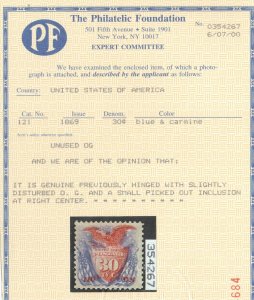 The Philatelic Foundation
501 Fifth Avenue • Suite 1901
New York, NY 10017
No. 0354267
6/07/00
PF
EXPERT COMMITTEE
We have examined the enclosed item, of which a photo-
graph is attached, and described by the applicant as follows:
Country: UNITED STATES OF AMERICA
Cat. No. Issue Denom. Color
121 1869 30¢ blue & carmine
UNUSED OG
AND WE ARE OF THE OPINION THAT:
IT IS GENUINE PREVIOUSLY HINGED WITH SLIGHTLY
DISTURBED O. G. AND A SMALL PICKED OUT INCLUSION
AT RIGHT CENTER. * * * * * * * * * *
30
354267
684